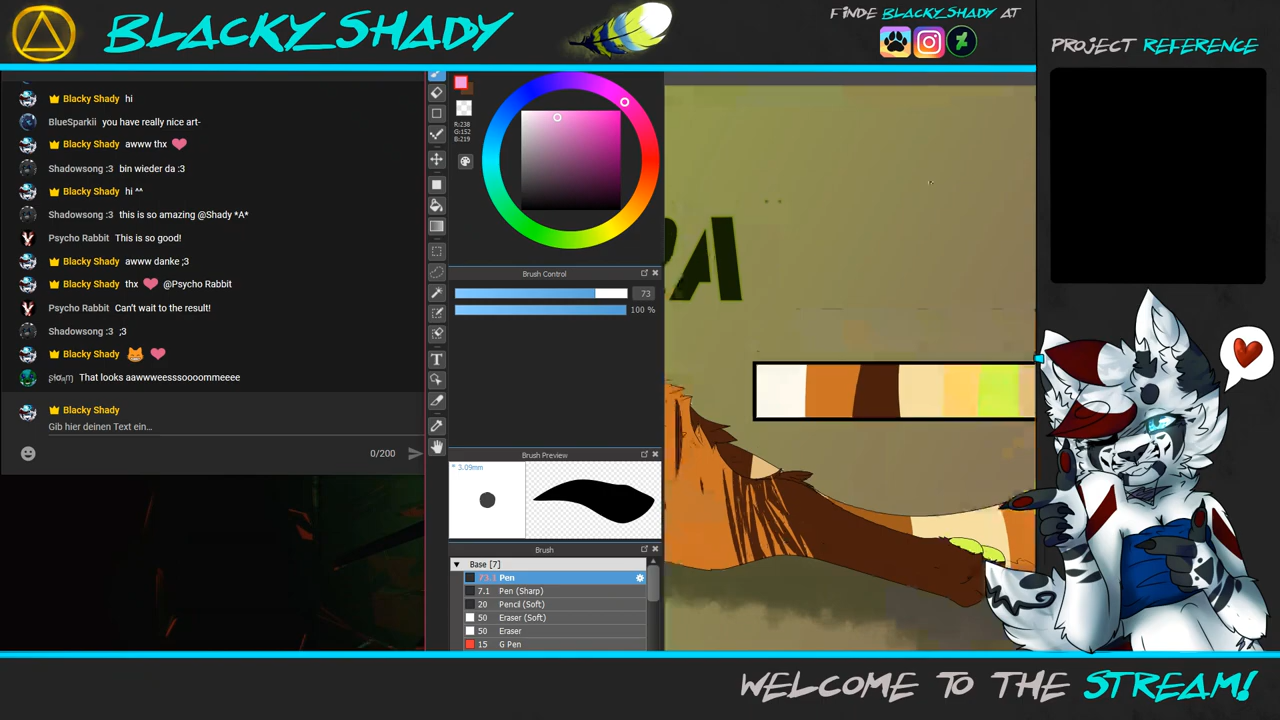 BLACKY_SHADY
FINDE BLACKY_SHADY AT
PROJECT REFERENCE
Blacky Shady hi
BlueSparkii you have really nice art-
Blacky Shady awww thx
Shadowsong :3 bin wieder da :3
Blacky Shady hi ^^
Shadowsong :3 this is so amazing @Shady *A*
Psycho Rabbit This is so good!
Blacky Shady awww danke ;3
Blacky Shady thx @Psycho Rabbit
Psycho Rabbit Can't wait to the result!
Shadowsong :3 ;3
Blacky Shady
That looks aawwweesssoooommeeee
Blacky Shady
Gib hier deinen Text ein...
0/200
R:238
G:152
B:219
Brush Control
73
100 %
Brush Preview
* 3.09mm
Brush
Base [7]
73.1 Pen
7.1 Pen (Sharp)
20 Pencil (Soft)
50 Eraser (Soft)
50 Eraser
15 G Pen
WELCOME TO THE STREAM!